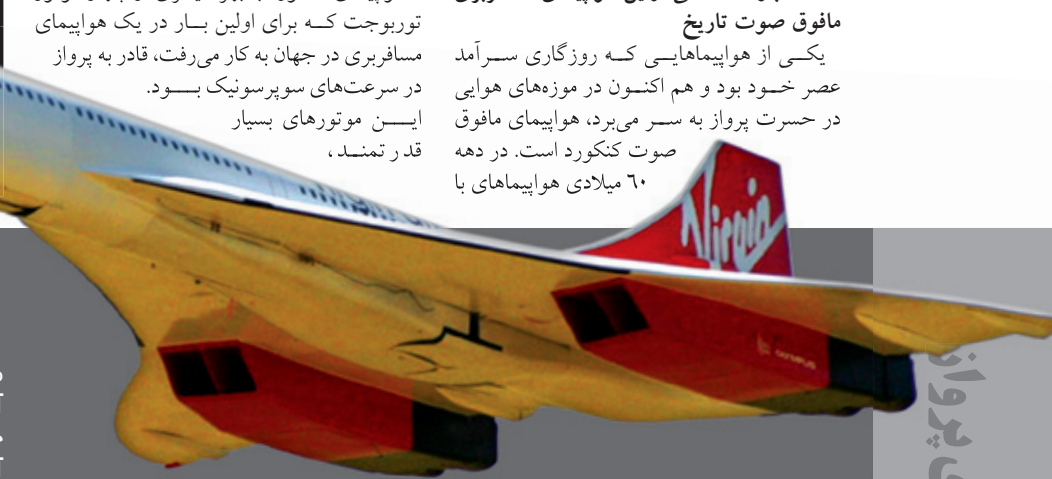 مافوق صوت تاریخ
یکی از هواپیماهایی که روزگاری سرآمد
عصر خود بود و هم اکنون در موزه‌های هوایی
در حسرت پرواز به سر می‌برد، هواپیمای مافوق
صوت کنکورد است. در دهه
٦٠ میلادی هواپیماهای با
توربوجت که برای اولین بار در یک هواپیمای
مسافربری در جهان به کار می‌رفت، قادر به پرواز
در سرعت‌های سوپرسونیک بود.
این موتورهای بسیار
قدرتمند،
Virgin
OLYMPUS
پرواز